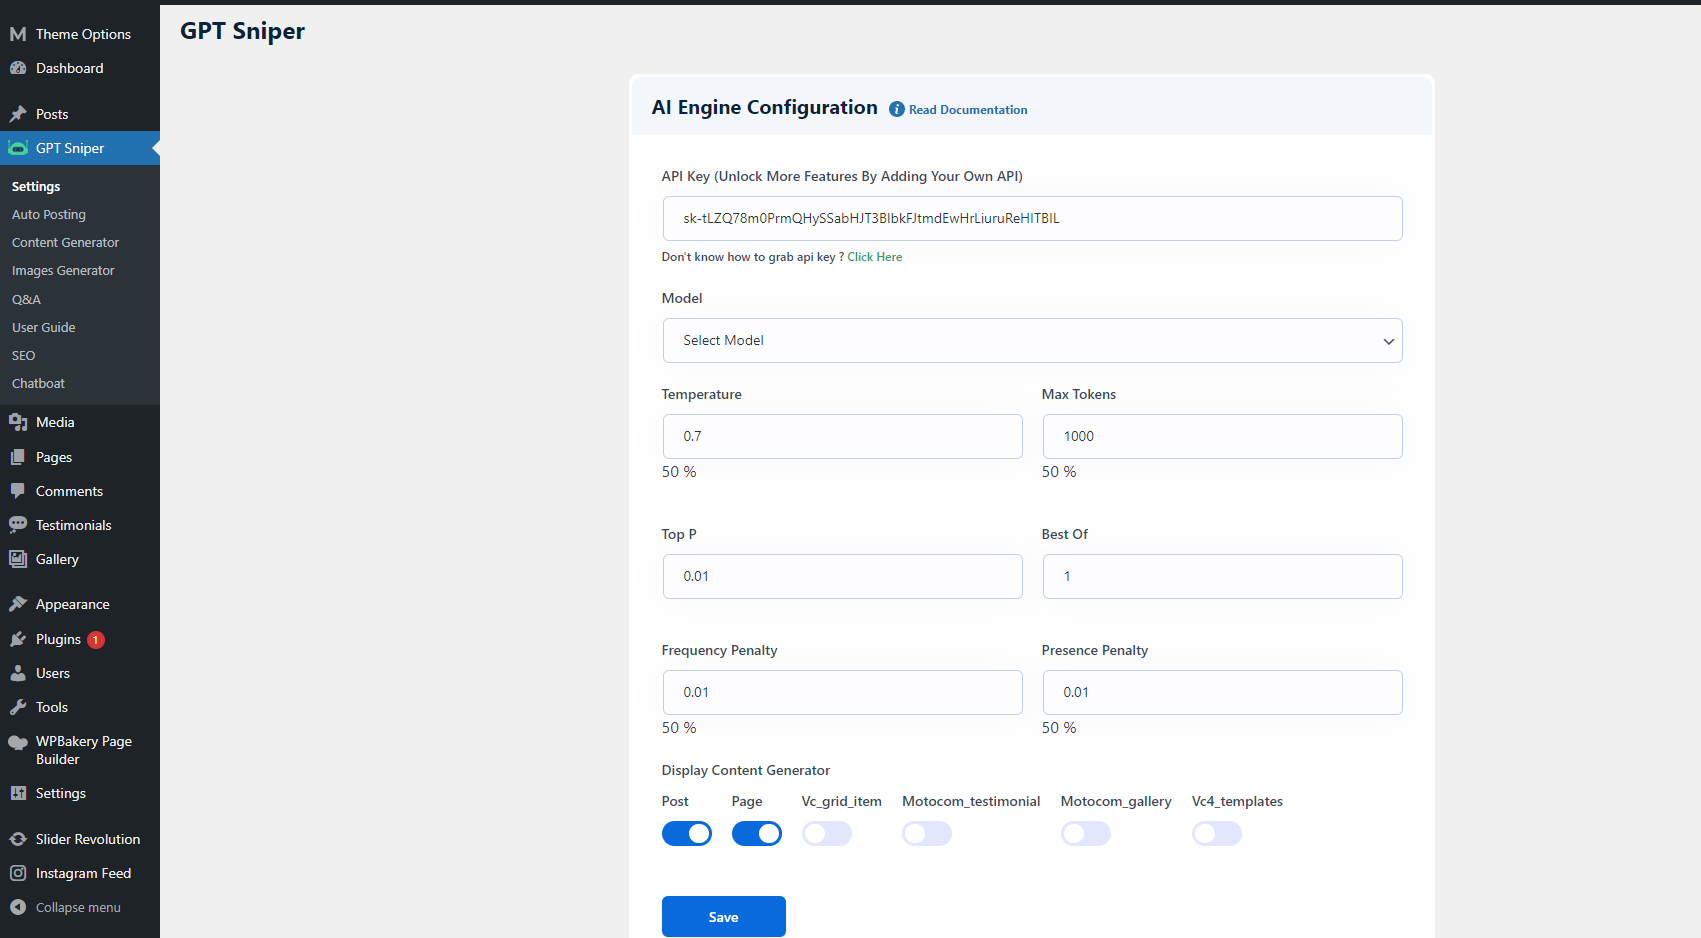 Theme Options
Dashboard
Posts
GPT Sniper
Settings
Auto Posting
Content Generator
Images Generator
Q&A
User Guide
SEO
Chatboat
Media
Pages
Comments
Testimonials
Gallery
Appearance
Plugins 1
Users
Tools
WPBakery Page
Builder
Settings
Slider Revolution
Instagram Feed
Collapse menu
GPT Sniper
AI Engine Configuration Read Documentation
API Key (Unlock More Features By Adding Your Own API)
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
Don't know how to grab api key ? Click Here
Model
Select Model
Temperature Max Tokens
0.7 1000
50 % 50 %
Top P Best Of
0.01 1
Frequency Penalty Presence Penalty
0.01 0.01
50 % 50 %
Display Content Generator
Post Page Vc_grid_item Motocom_testimonial Motocom_gallery Vc4_templates
Save